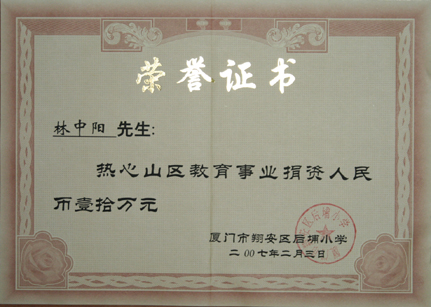 荣誉证书
林中阳 先生:
热心山区教育事业捐资人民
币壹拾万元
厦门市翔安区后埔小学
二00七年二月三日